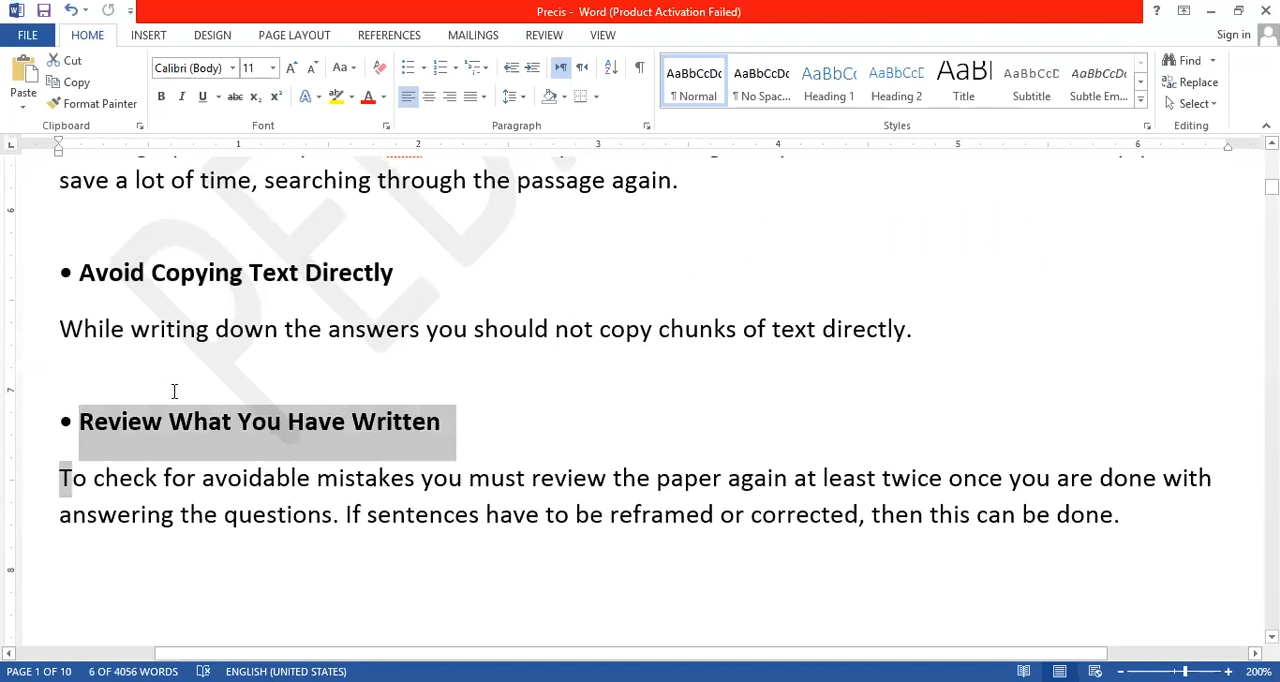 Precis - Word (Product Activation Failed)
Sign in
FILE HOME INSERT DESIGN PAGE LAYOUT REFERENCES MAILINGS REVIEW VIEW
Paste
Cut
Copy
Format Painter
Clipboard
Calibri (Body) 11
Font
Paragraph
AaBbCcDc AaBbCcDc AaBbCc AaBbCcD AaBl AaBbCcD AaBbCcD
¶ Normal ¶ No Spac... Heading 1 Heading 2 Title Subtitle Subtle Em...
Styles
Find
Replace
Select
Editing
save a lot of time, searching through the passage again.
• Avoid Copying Text Directly
While writing down the answers you should not copy chunks of text directly.
• Review What You Have Written
To check for avoidable mistakes you must review the paper again at least twice once you are done with
answering the questions. If sentences have to be reframed or corrected, then this can be done.
PAGE 1 OF 10 6 OF 4056 WORDS ENGLISH (UNITED STATES) 200%